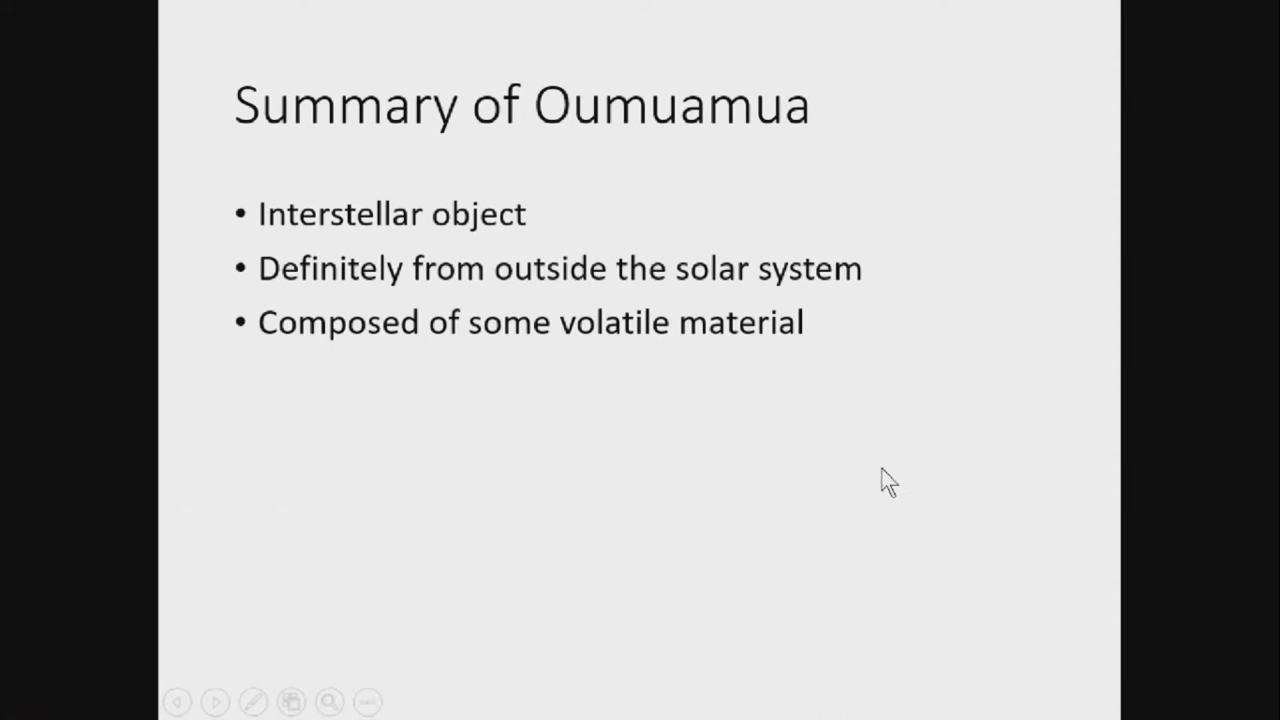 Summary of Oumuamua
• Interstellar object
• Definitely from outside the solar system
• Composed of some volatile material